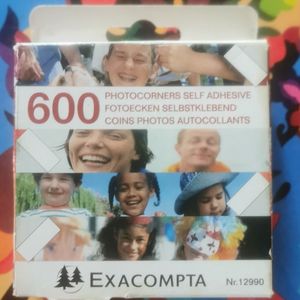 600
PHOTOCORNERS SELF ADHESIVE
FOTOECKEN SELBSTKLEBEND
COINS PHOTOS AUTOCOLLANTS
EXACOMPTA
Nr.12990